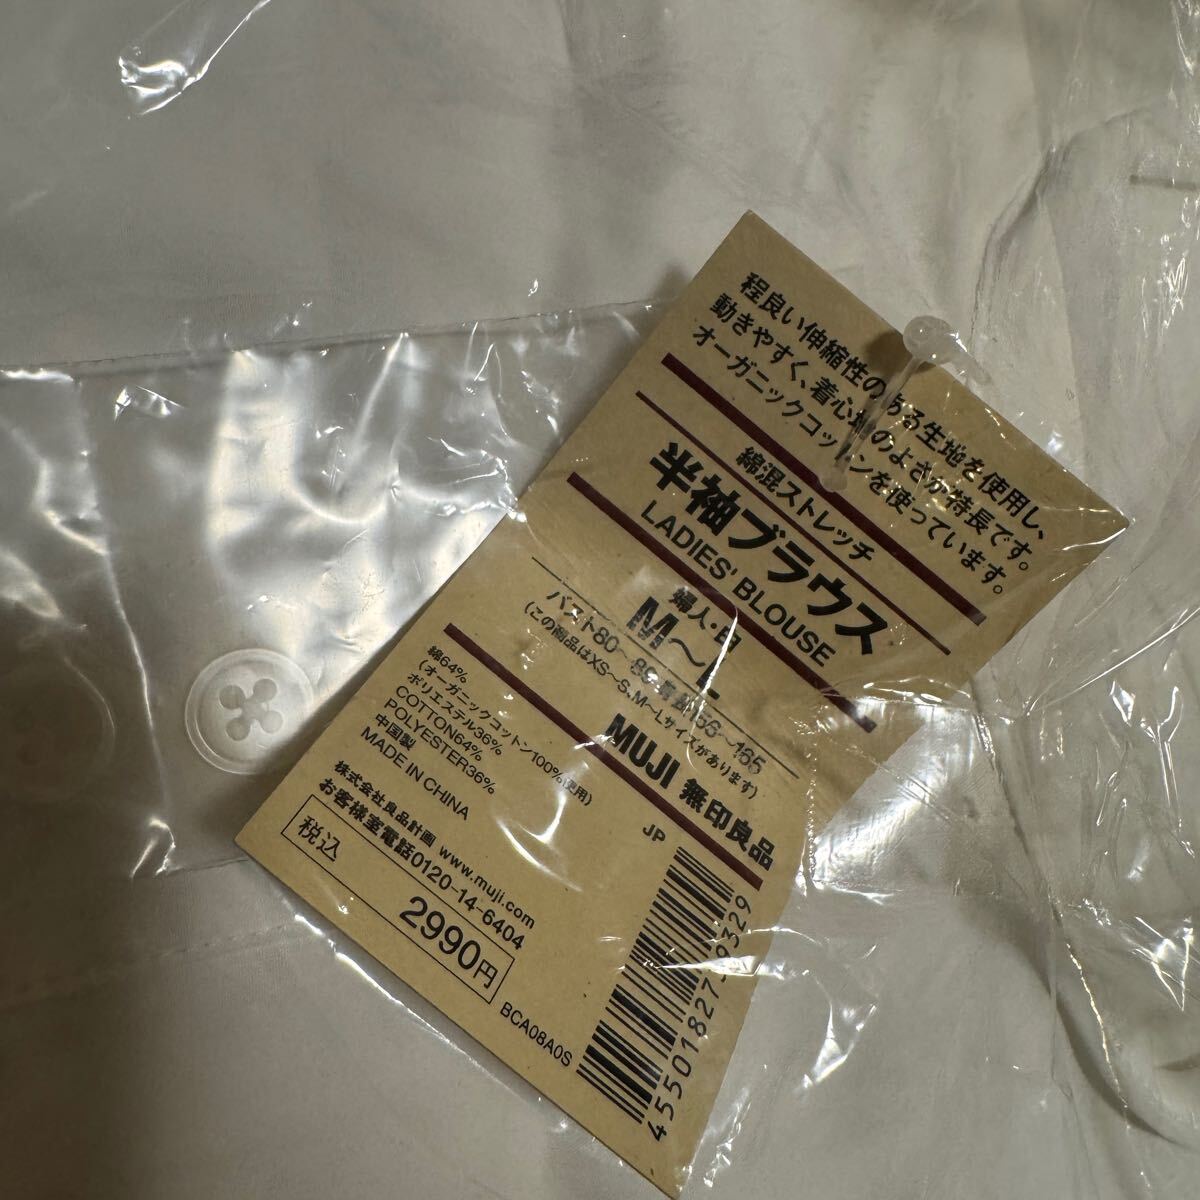 程良い伸縮性のある生地を使用し、
動きやすく、着心地のよさが特長です。
オーガニックコットンを使っています。
綿混ストレッチ
半袖ブラウス
LADIES' BLOUSE
婦人・白
M〜L
バスト80〜 165
(この商品はXS〜S、M〜Lサイズがあります)
MUJI 無印良品
綿64%
(オーガニックコットン100%使用)
ポリエステル36%
COTTON64%
POLYESTER36%
中国製
MADE IN CHINA
JP
株式会社良品計画 www.muji.com
お客様室電話0120-14-6404
税込 2990円
BCA08A0S